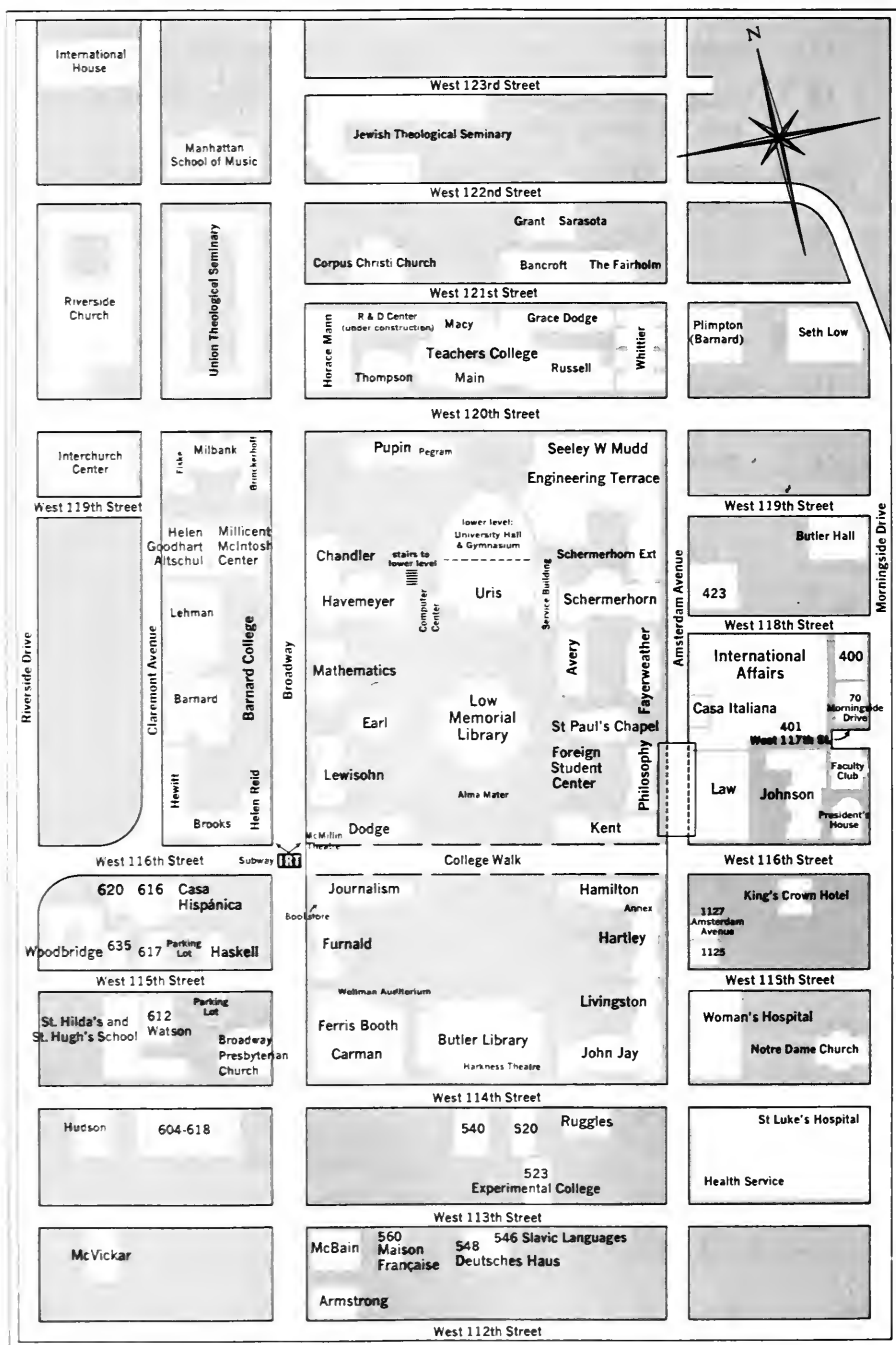 International
House
Manhattan
School of Music
West 123rd Street
Jewish Theological Seminary
N
West 122nd Street
Riverside
Church
Union Theological Seminary
Grant Sarasota
Corpus Christi Church Bancroft The Fairholm
West 121st Street
Horace Mann
R & D Center
(under construction)
Macy
Grace Dodge
Teachers College
Thompson
Main
Russell
Whittier
Plimpton
(Barnard)
Seth Low
West 120th Street
Interchurch
Center
West 119th Street
Fiske
Milbank
Brinckerhoff
Helen
Goodhart
Altschul
Millicent
McIntosh
Center
Lehman
Barnard College
Barnard
Hewitt
Helen Reid
Brooks
Riverside Drive
Claremont Avenue
Broadway
Pupin Pegram
Seeley W Mudd
Engineering Terrace
lower level:
University Hall
& Gymnasium
Chandler
stairs to
lower level
Schermerhorn Ext
Havemeyer
Computer
Center
Uris
Service Building
Schermerhorn
Mathematics
Avery
Fayerweather
Earl
Low
Memorial
Library
St Paul's Chapel
Lewisohn
Foreign
Student
Center
Philosophy
Alma Mater
Dodge
McMillin
Theatre
Kent
Amsterdam Avenue
West 119th Street
Butler Hall
423
Morningside Drive
West 118th Street
International
Affairs
400
Casa Italiana
70
Morningside
Drive
401
West 117th St.
Law
Johnson
Faculty
Club
President's
House
West 116th Street
Subway IRT
College Walk
West 116th Street
620 616 Casa
Hispánica
Woodbridge 635 617 Parking
Lot
Haskell
West 115th Street
Journalism
Bookstore
Hamilton
Annex
Furnald
Hartley
Wollman Auditorium
Livingston
Ferris Booth
Carman
Butler Library
Harkness Theatre
John Jay
King's Crown Hotel
1127
Amsterdam
Avenue
1125
West 115th Street
St. Hilda's and
St. Hugh's School
612
Watson
Parking
Lot
Broadway
Presbyterian
Church
Woman's Hospital
Notre Dame Church
West 114th Street
Hudson
604-618
540 520 Ruggles
523
Experimental College
St Luke's Hospital
Health Service
West 113th Street
McVickar
McBain
560
Maison
Française
548
Deutsches Haus
546 Slavic Languages
Armstrong
West 112th Street